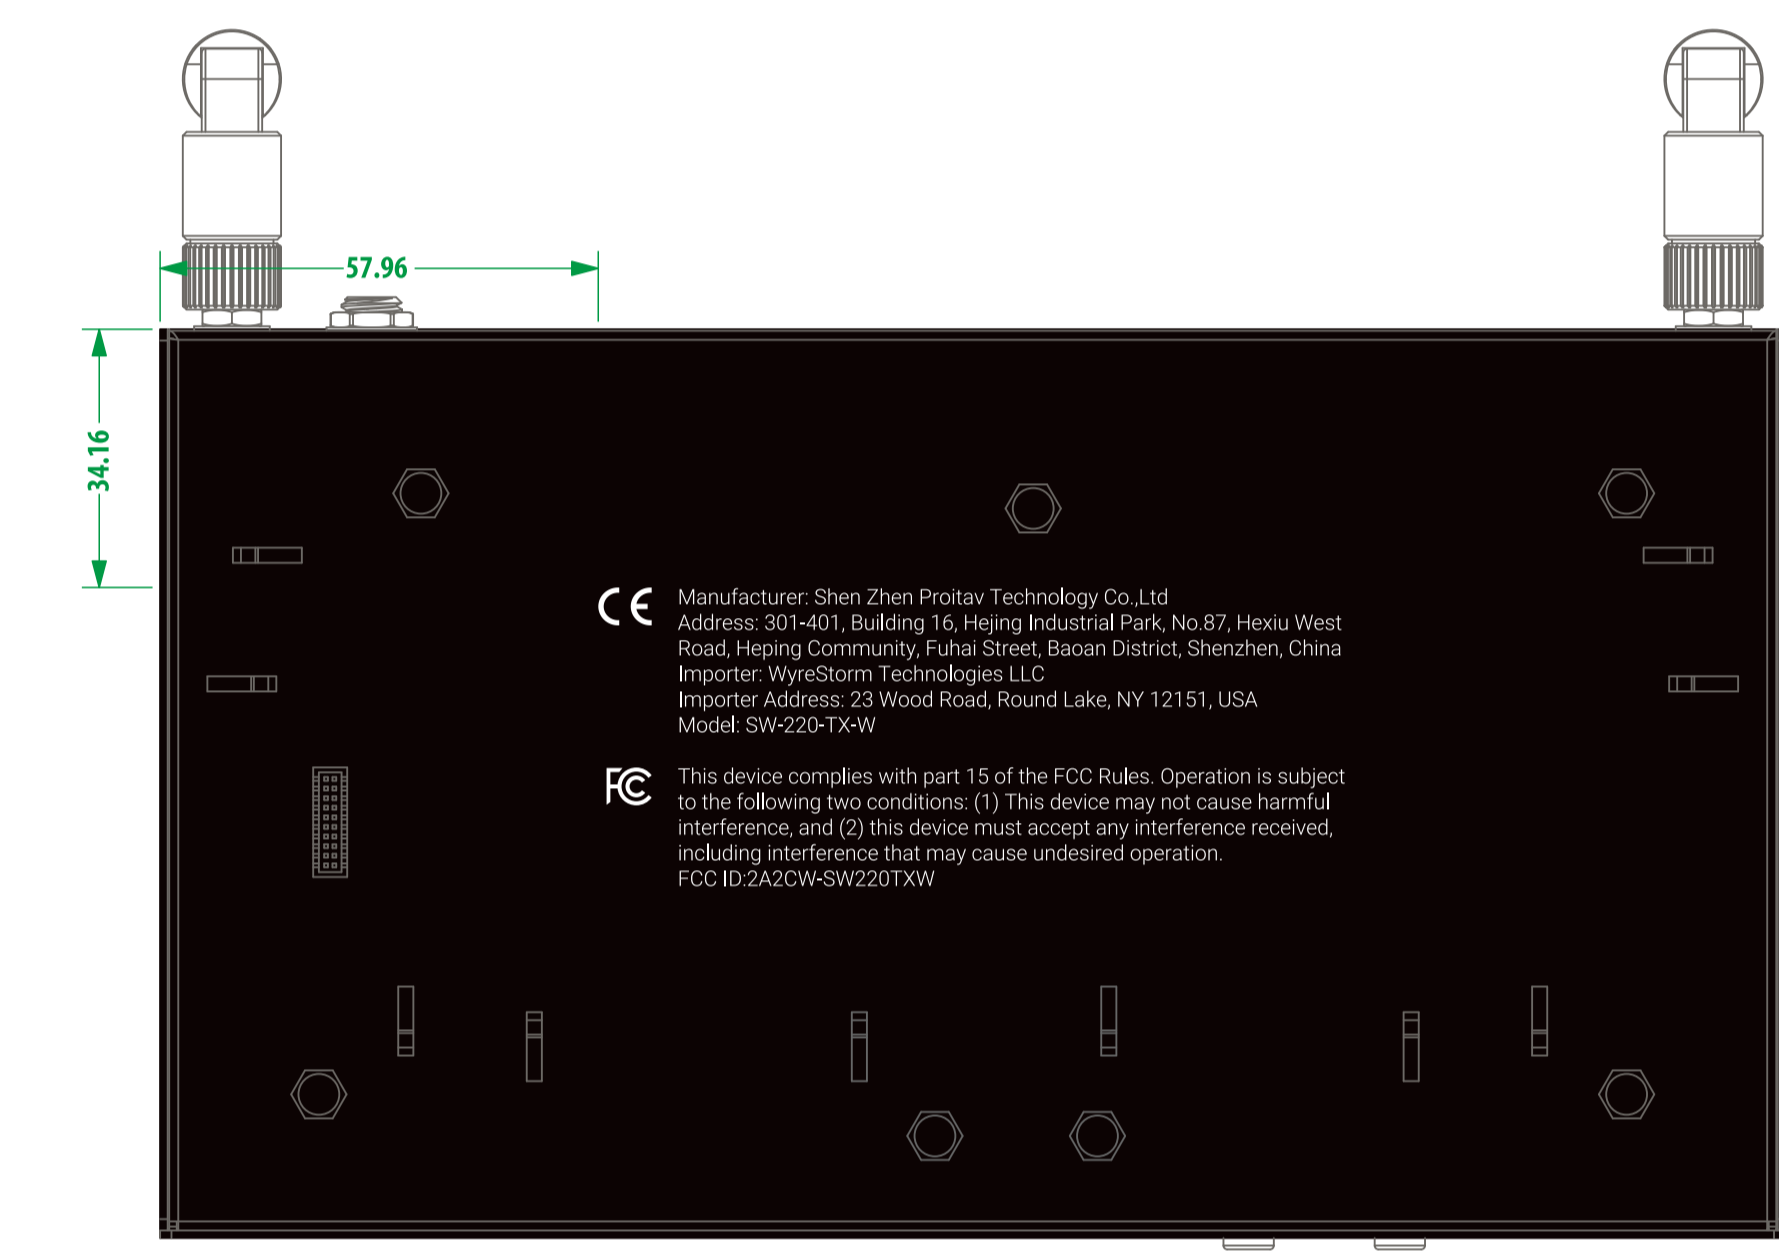 57.96
34.16
CE
Manufacturer: Shen Zhen Proitav Technology Co.,Ltd
Address: 301-401, Building 16, Hejing Industrial Park, No.87, Hexiu West
Road, Heping Community, Fuhai Street, Baoan District, Shenzhen, China
Importer: WyreStorm Technologies LLC
Importer Address: 23 Wood Road, Round Lake, NY 12151, USA
Model: SW-220-TX-W
FC
This device complies with part 15 of the FCC Rules. Operation is subject
to the following two conditions: (1) This device may not cause harmful
interference, and (2) this device must accept any interference received,
including interference that may cause undesired operation.
FCC ID:2A2CW-SW220TXW